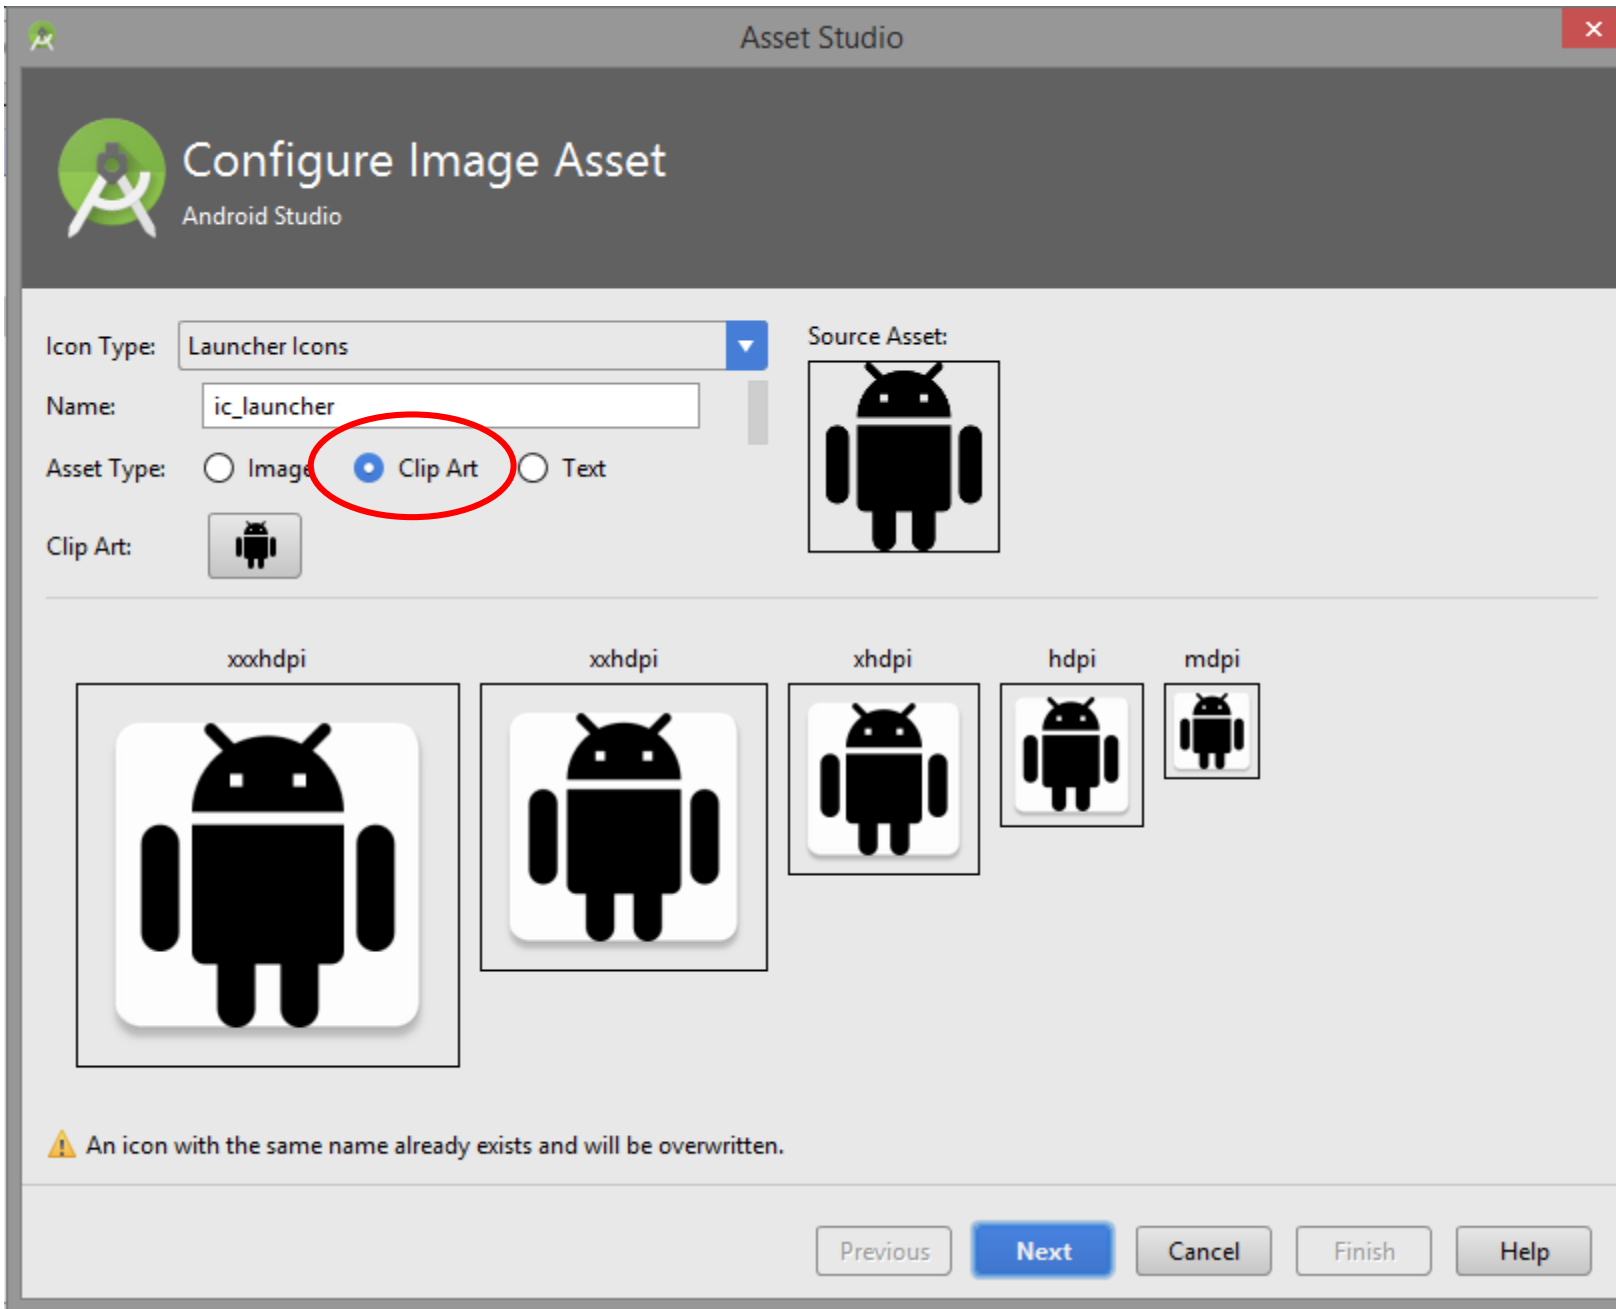 Asset Studio
Configure Image Asset
Android Studio
Icon Type: Launcher Icons
Source Asset:
Name: ic_launcher
Asset Type: Image Clip Art Text
Clip Art:
xxxhdpi xxhdpi xhdpi hdpi mdpi
An icon with the same name already exists and will be overwritten.
Previous Next Cancel Finish Help